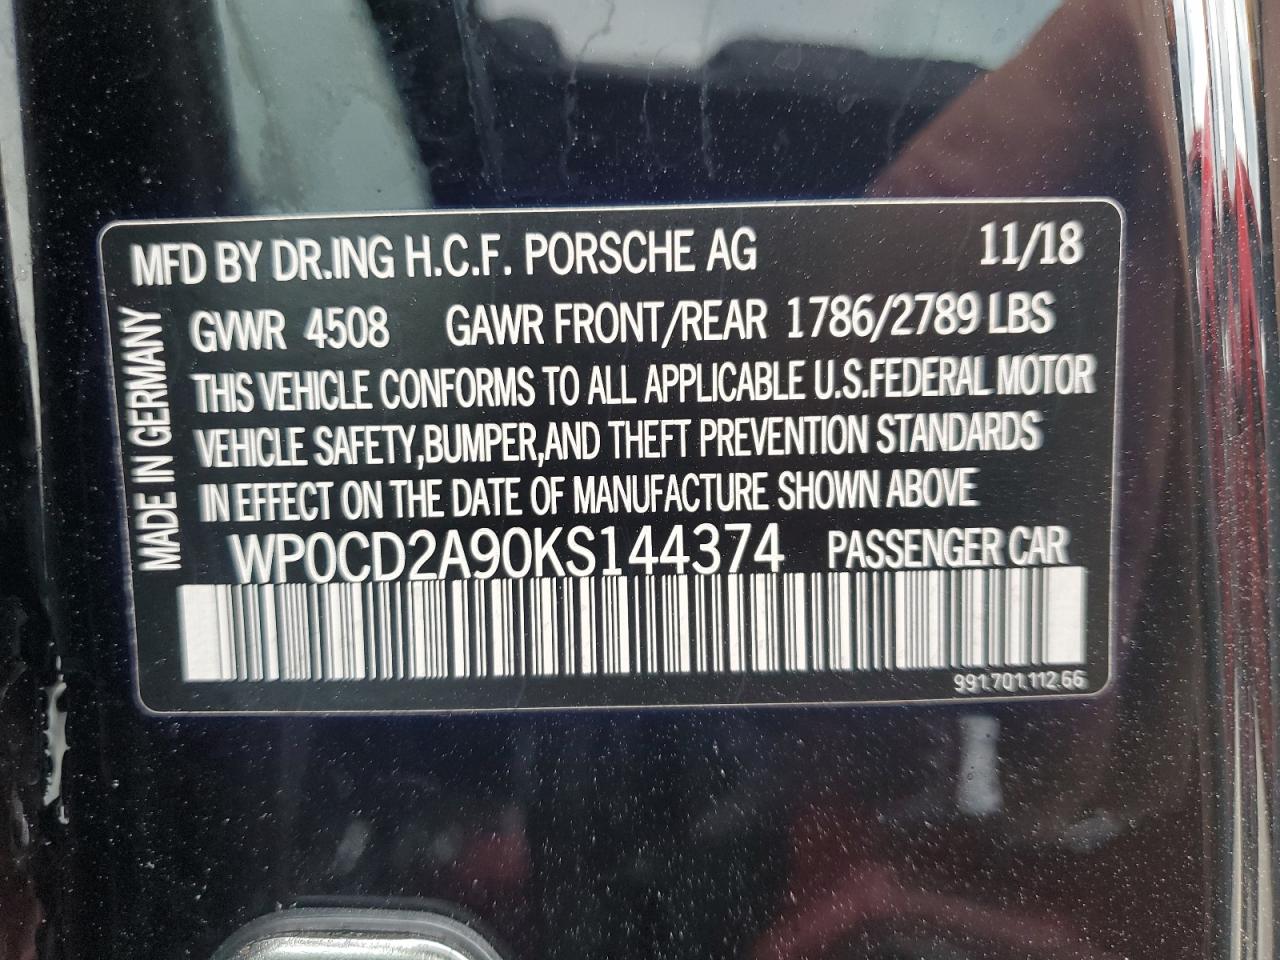 MFD BY DR.ING H.C.F. PORSCHE AG 11/18
GVWR 4508 GAWR FRONT/REAR 1786/2789 LBS
THIS VEHICLE CONFORMS TO ALL APPLICABLE U.S.FEDERAL MOTOR
VEHICLE SAFETY,BUMPER,AND THEFT PREVENTION STANDARDS
IN EFFECT ON THE DATE OF MANUFACTURE SHOWN ABOVE
WP0CD2A90KS144374 PASSENGER CAR
991.701.112.66
MADE IN GERMANY